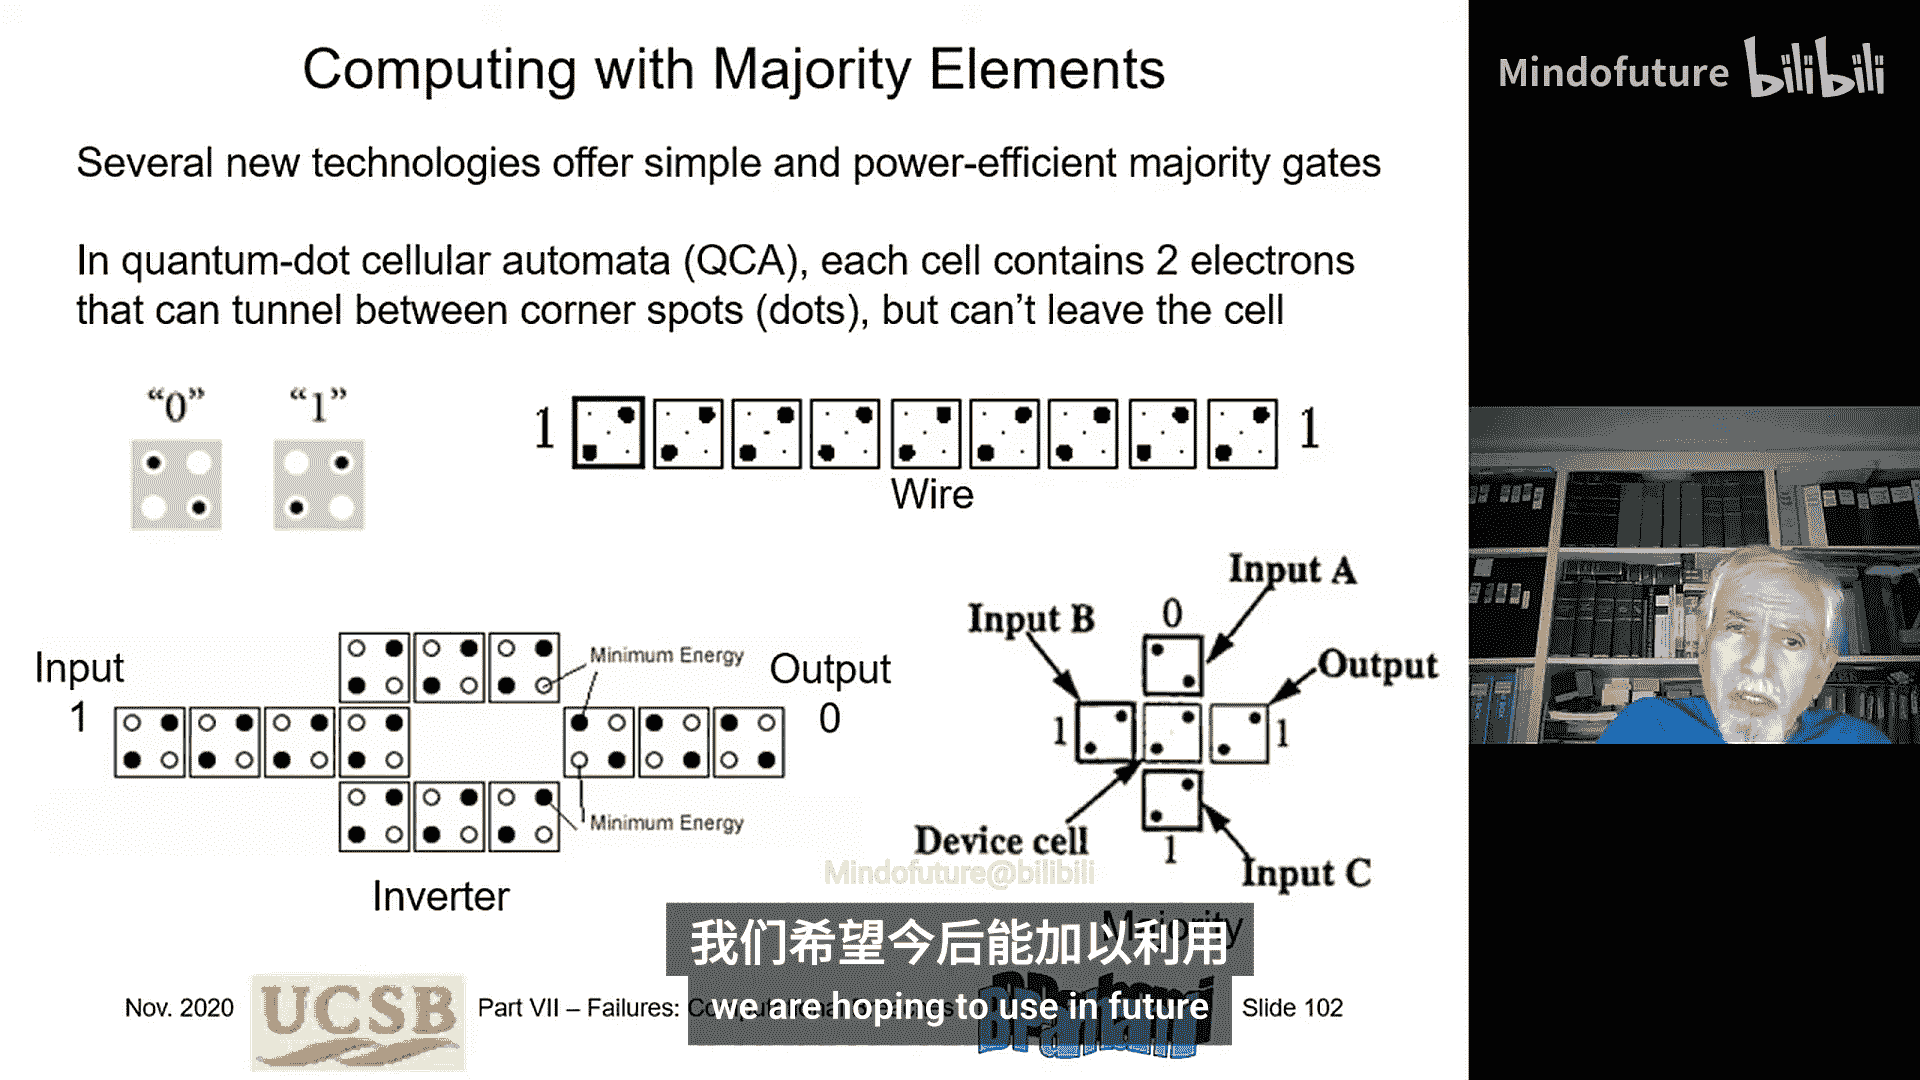 Computing with Majority Elements
Mindofuture bilibili
Several new technologies offer simple and power-efficient majority gates
In quantum-dot cellular automata (QCA), each cell contains 2 electrons
that can tunnel between corner spots (dots), but can't leave the cell
“0” “1”
1 1
Wire
Input A
Input B 0
Minimum Energy
Input Output
Output
1 0
1 1
Minimum Energy
Device cell
1
Mindofuture@bilibili
Input C
Inverter
Majority
我们希望今后能加以利用
Nov. 2020 UCSB Part VII – Failures: we are hoping to use in future Slide 102